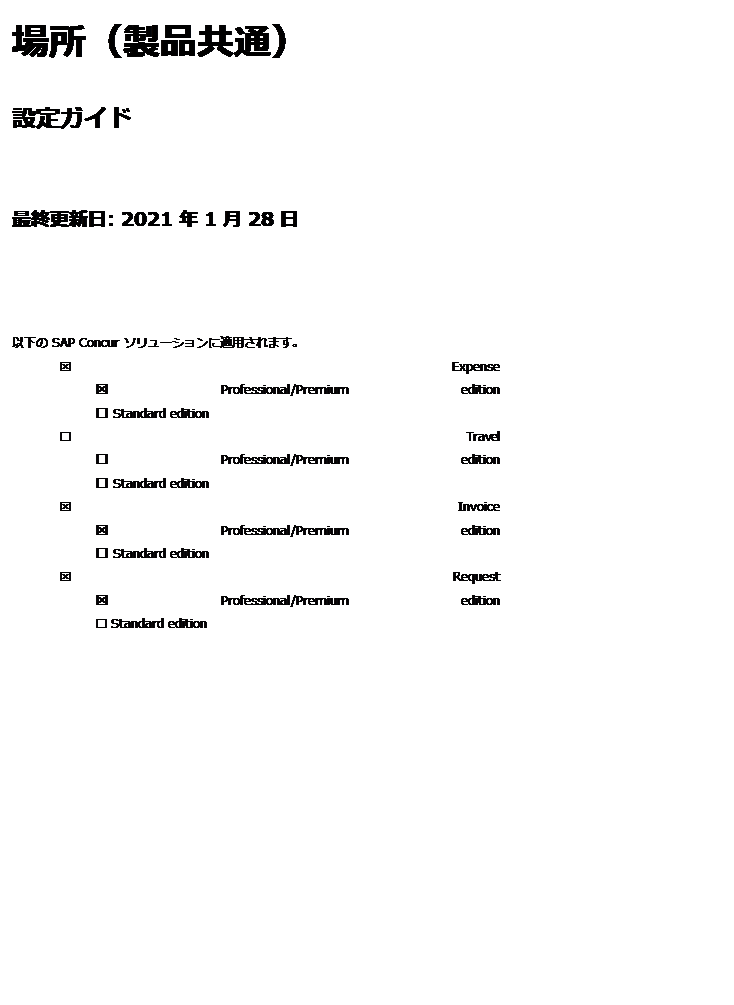 場所（製品共通）
設定ガイド
最終更新日: 2021 年 1 月 28 日
以下の SAP Concur ソリューションに適用されます。
☒ Expense
☒ Professional/Premium edition
☐ Standard edition
☐ Travel
☐ Professional/Premium edition
☐ Standard edition
☒ Invoice
☒ Professional/Premium edition
☐ Standard edition
☒ Request
☒ Professional/Premium edition
☐ Standard edition